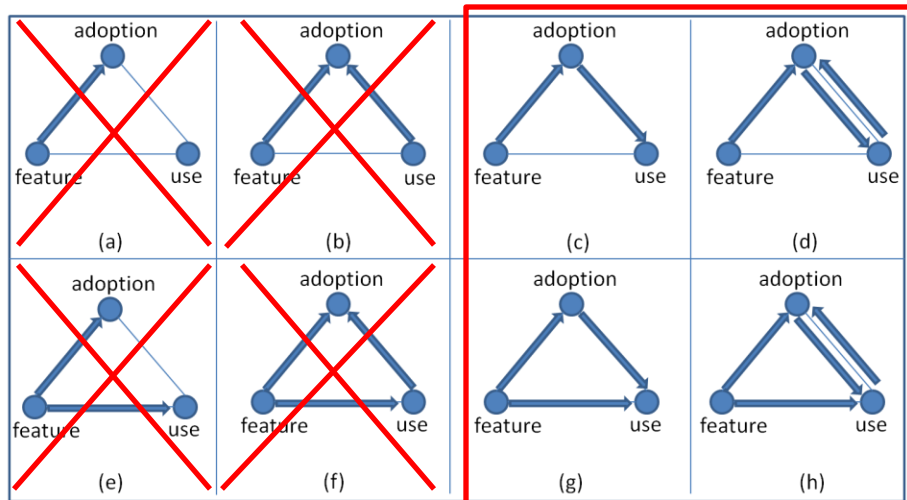 adoption
feature
use
(a)
adoption
feature
use
(b)
adoption
feature
use
(c)
adoption
feature
use
(d)
adoption
feature
use
(e)
adoption
feature
use
(f)
adoption
feature
use
(g)
adoption
feature
use
(h)